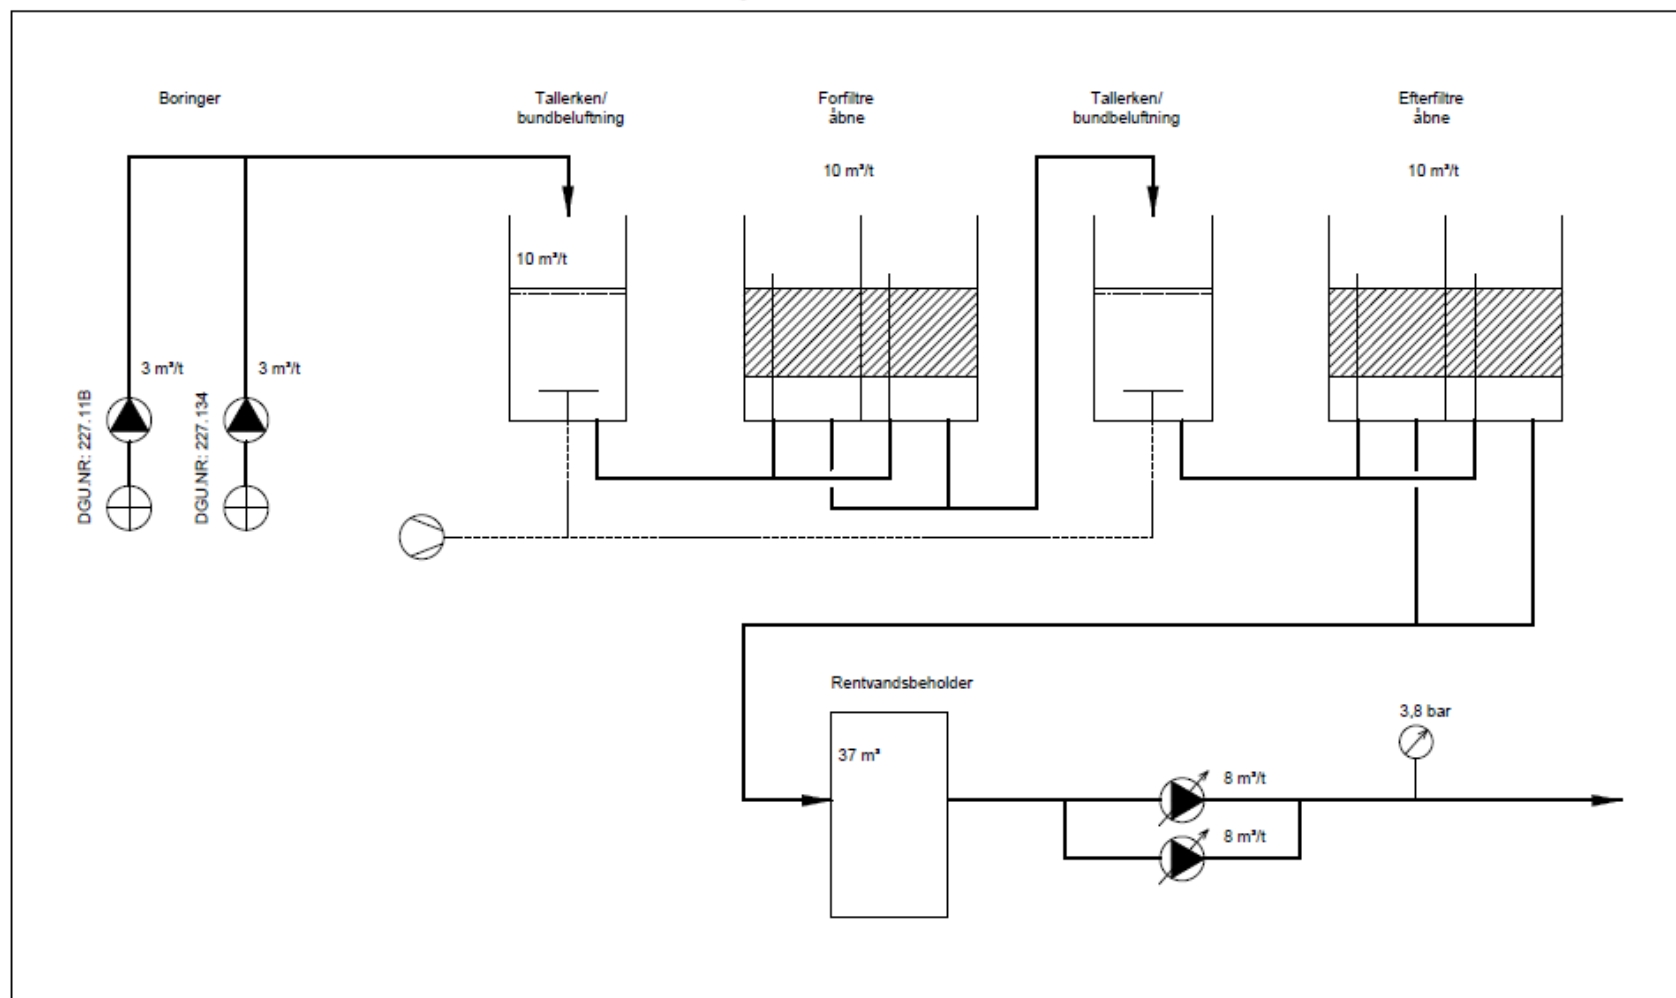 Boringer
Tallerken/
bundbeluftning
Forfiltre
åbne
Tallerken/
bundbeluftning
Efterfiltre
åbne
10 m³/t
10 m³/t
10 m³/t
3 m³/t
3 m³/t
DGU.NR: 227.11B
DGU.NR: 227.134
Rentvandsbeholder
37 m³
3,8 bar
8 m³/t
8 m³/t